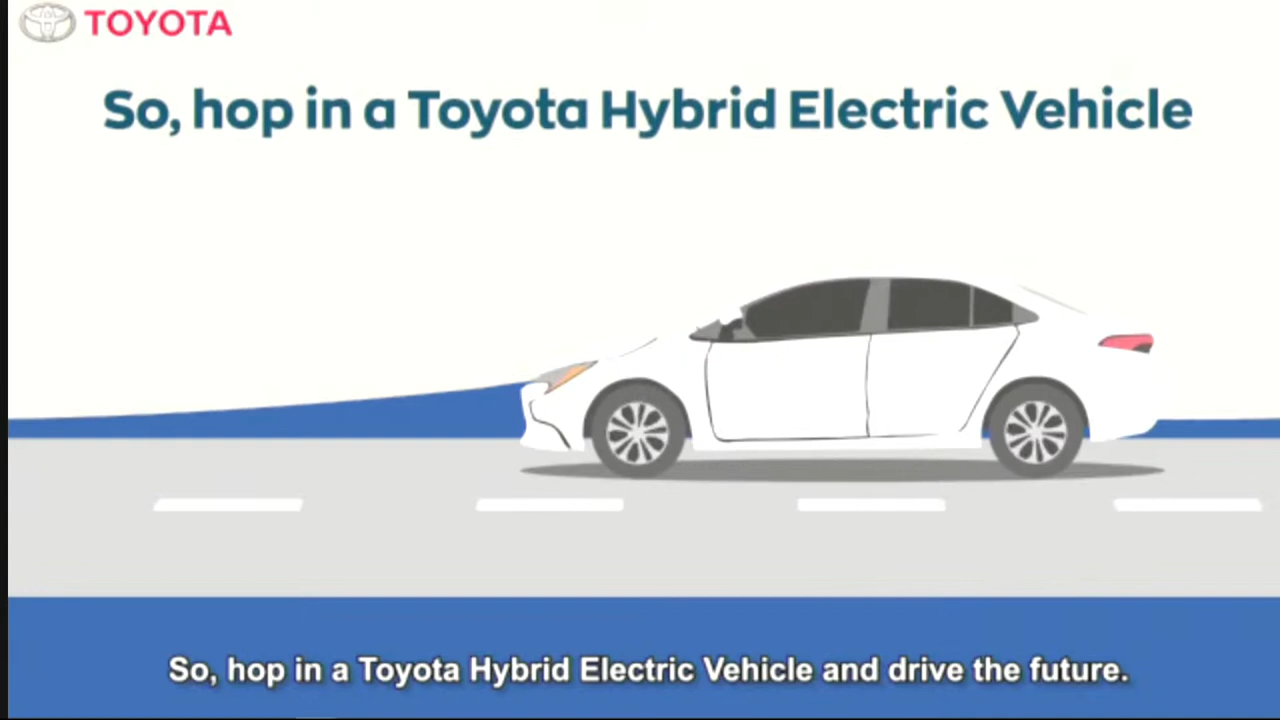 TOYOTA
So, hop in a Toyota Hybrid Electric Vehicle
So, hop in a Toyota Hybrid Electric Vehicle and drive the future.